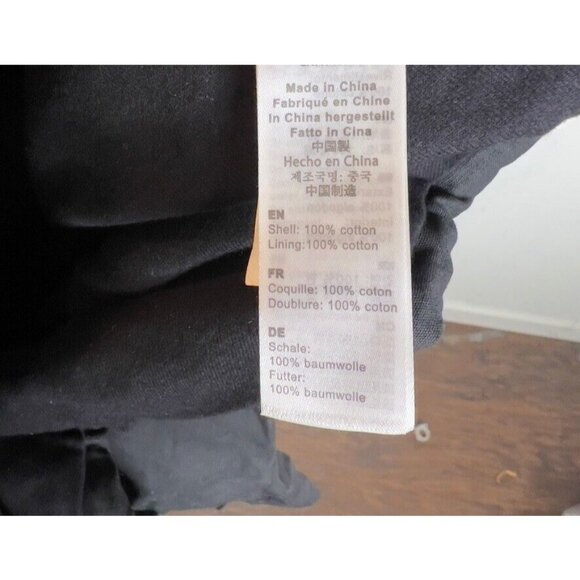 Made in China
Fabriqué en Chine
In China hergestellt
Fatto in Cina
中国製
Hecho en China
제조국명: 중국
中国制造
EN
Shell: 100% cotton
Lining:100% cotton
FR
Coquille: 100% coton
Doublure: 100% coton
DE
Schale:
100% baumwolle
Futter:
100% baumwolle